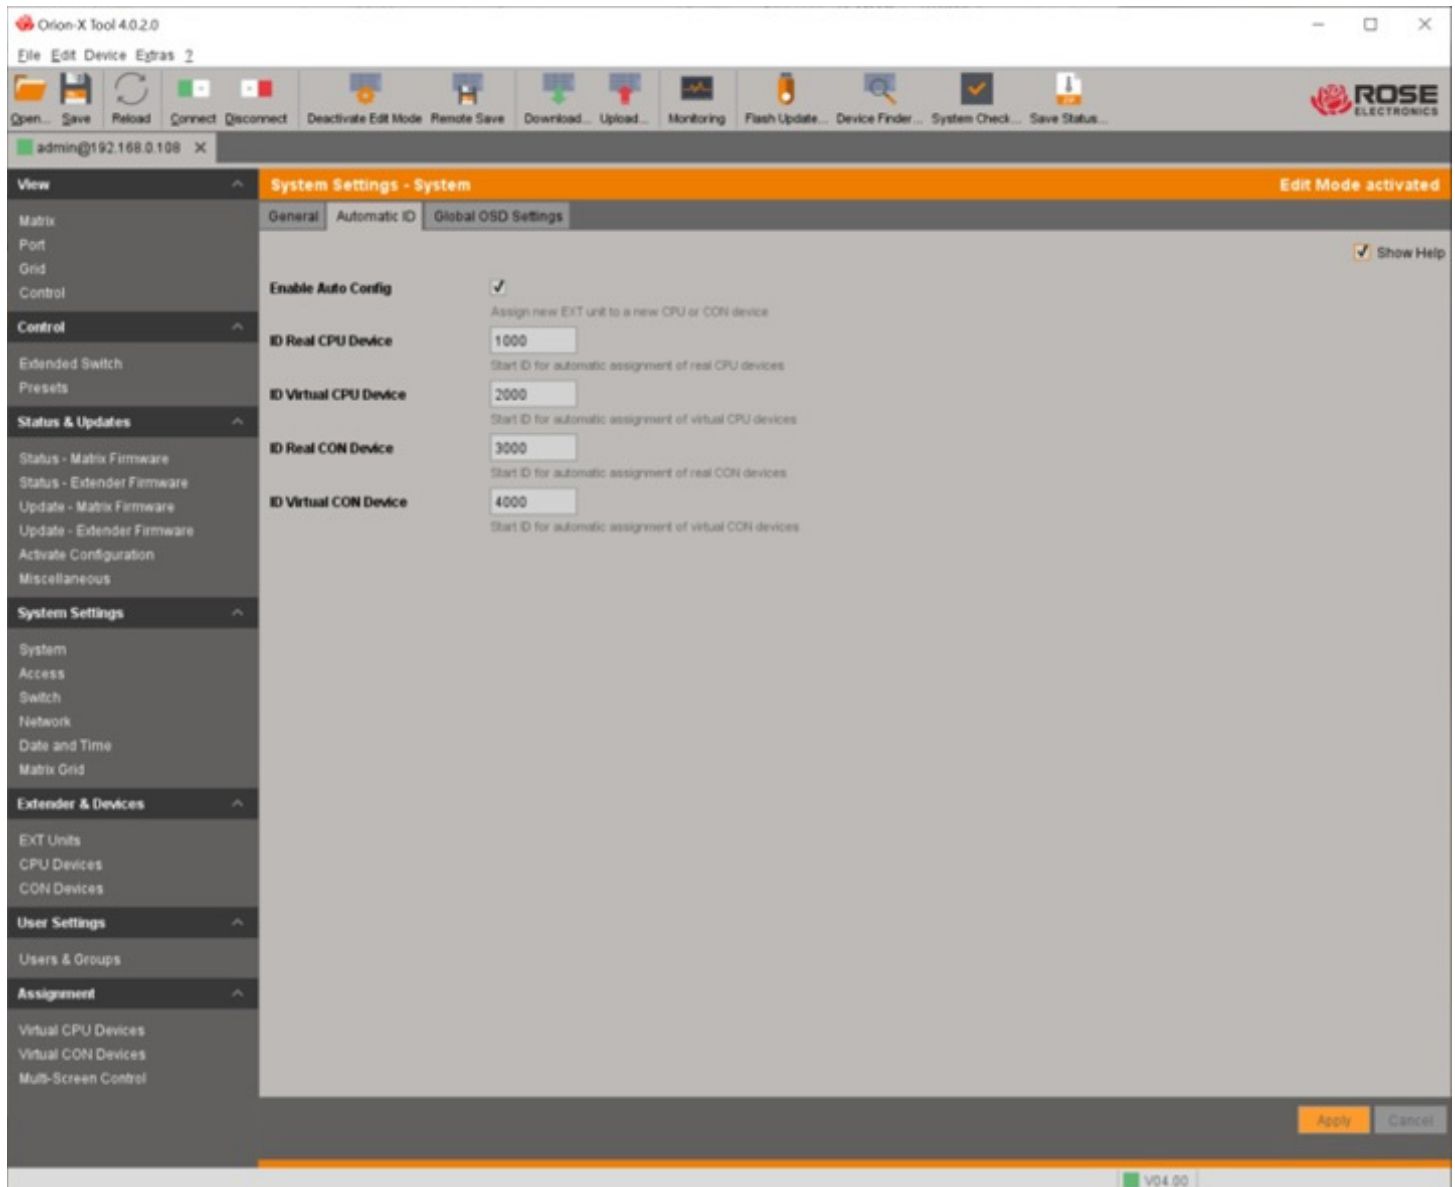 Orion-X Tool 4.0.2.0
File Edit Device Extras ?
Open... Save Reload Connect Disconnect Deactivate Edit Mode Remote Save Download... Upload... Monitoring Flash Update... Device Finder... System Check... Save Status...
ROSE
ELECTRONICS
admin@192.168.0.108
View
Matrix
Port
Grid
Control
Control
Extended Switch
Presets
Status & Updates
Status - Matrix Firmware
Status - Extender Firmware
Update - Matrix Firmware
Update - Extender Firmware
Activate Configuration
Miscellaneous
System Settings
System
Access
Switch
Network
Date and Time
Matrix Grid
Extender & Devices
EXT Units
CPU Devices
CON Devices
User Settings
Users & Groups
Assignment
Virtual CPU Devices
Virtual CON Devices
Multi-Screen Control
System Settings - System Edit Mode activated
General Automatic ID Global OSD Settings
Show Help
Enable Auto Config
Assign new EXT unit to a new CPU or CON device
ID Real CPU Device 1000
Start ID for automatic assignment of real CPU devices
ID Virtual CPU Device 2000
Start ID for automatic assignment of virtual CPU devices
ID Real CON Device 3000
Start ID for automatic assignment of real CON devices
ID Virtual CON Device 4000
Start ID for automatic assignment of virtual CON devices
Apply Cancel
V04.00